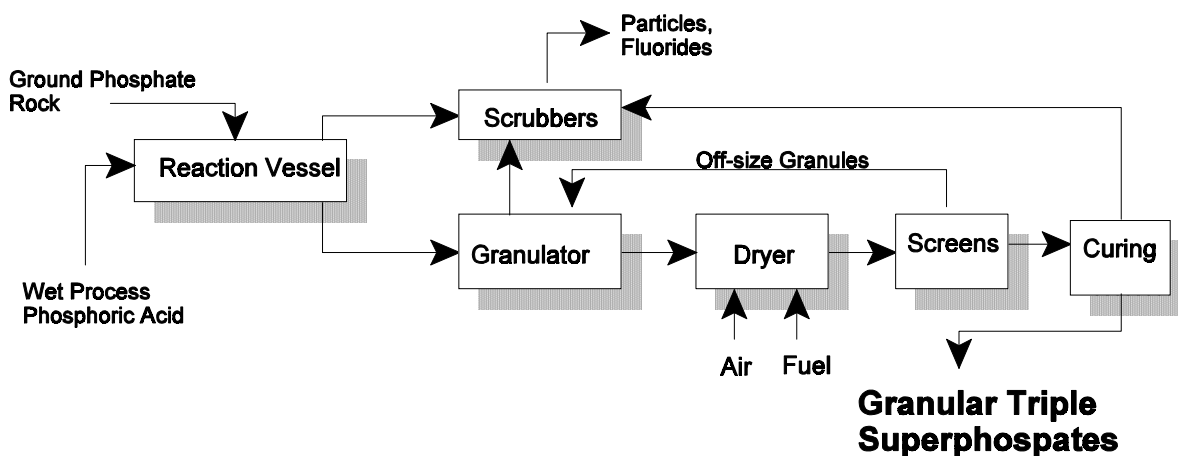 Particles,
Fluorides
Ground Phosphate
Rock
Scrubbers
Reaction Vessel
Off-size Granules
Granulator
Dryer
Screens
Curing
Wet Process
Phosphoric Acid
Air
Fuel
Granular Triple
Superphospates